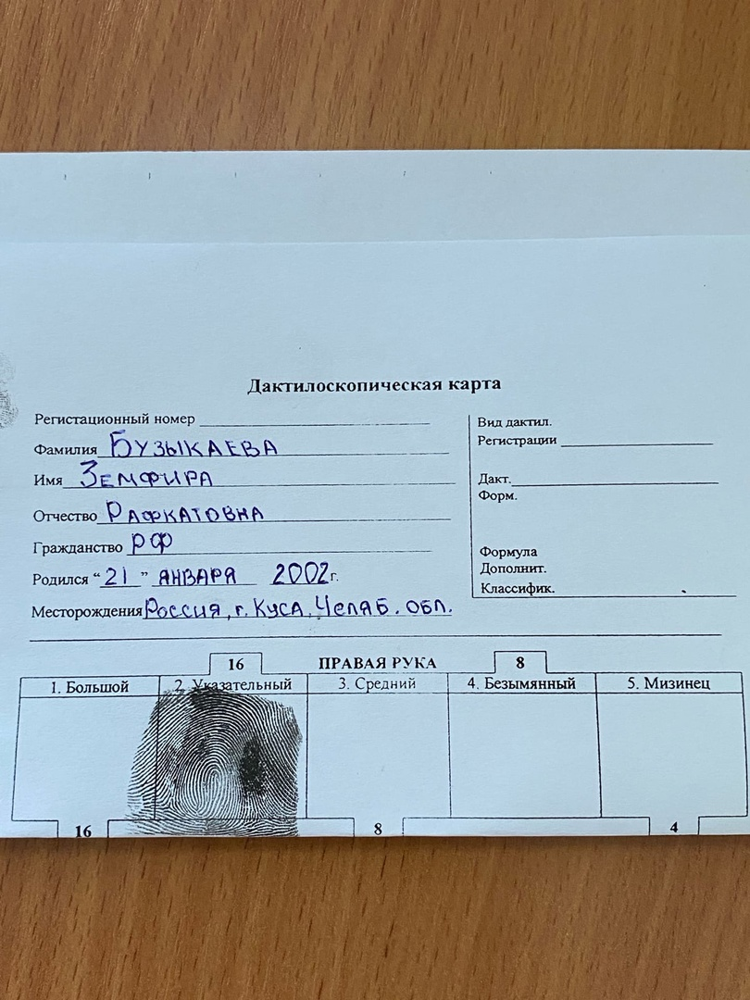 Дактилоскопическая карта
Регистационный номер
Фамилия БУЗЫКАЕВА
Имя ЗЕМФИРА
Отчество РАФКАТОВНА
Гражданство РФ
Родился “21” ЯНВАРЯ 2002г.
Месторождения РОССИЯ, г. КУСА, ЧЕЛЯБ. ОБЛ.
Вид дактил.
Регистрации
Дакт.
Форм.
Формула
Дополнит.
Классифик.
16 ПРАВАЯ РУКА 8
1. Большой 2. Указательный 3. Средний 4. Безымянный 5. Мизинец
16 8 4